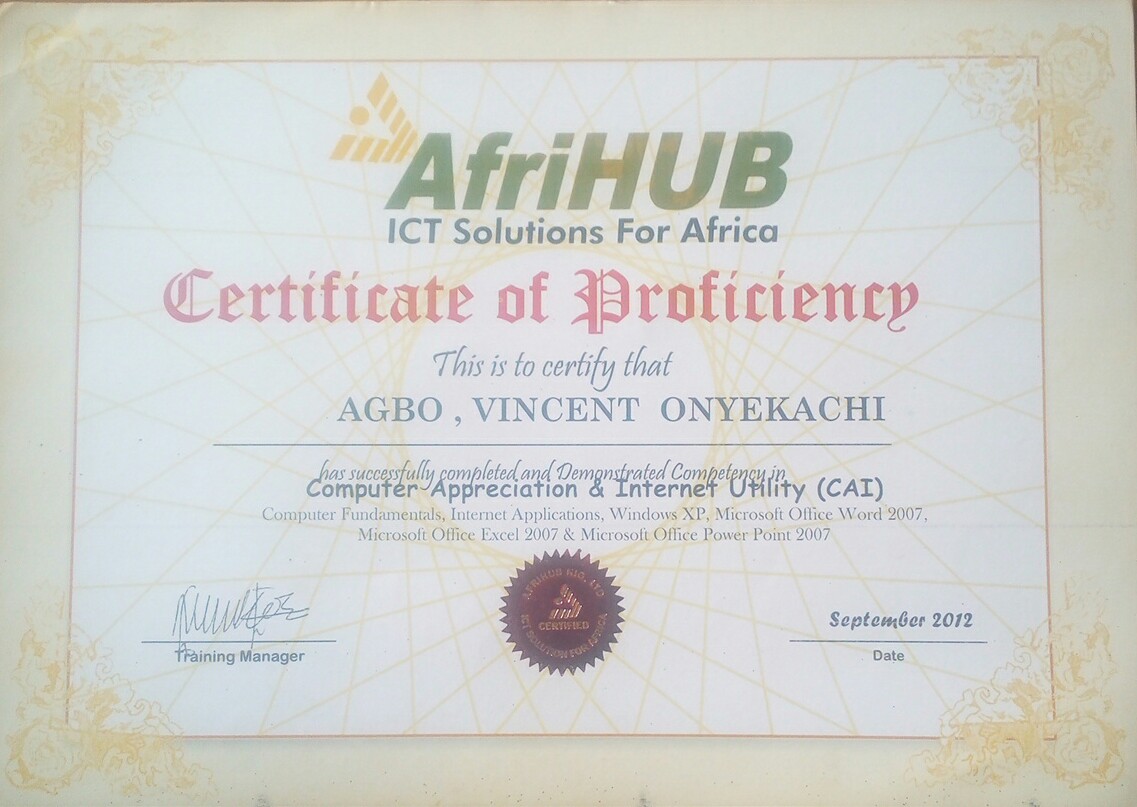 AfriHUB
ICT Solutions For Africa
Certificate of Proficiency
This is to certify that
AGBO , VINCENT ONYEKACHI
has successfully completed and Demonstrated Competency in
Computer Appreciation & Internet Utility (CAI)
Computer Fundamentals, Internet Applications, Windows XP, Microsoft Office Word 2007,
Microsoft Office Excel 2007 & Microsoft Office Power Point 2007
AFRIHUB NIG. LTD
CERTIFIED
ICT SOLUTION FOR AFRICA
September 2012
Training Manager
Date